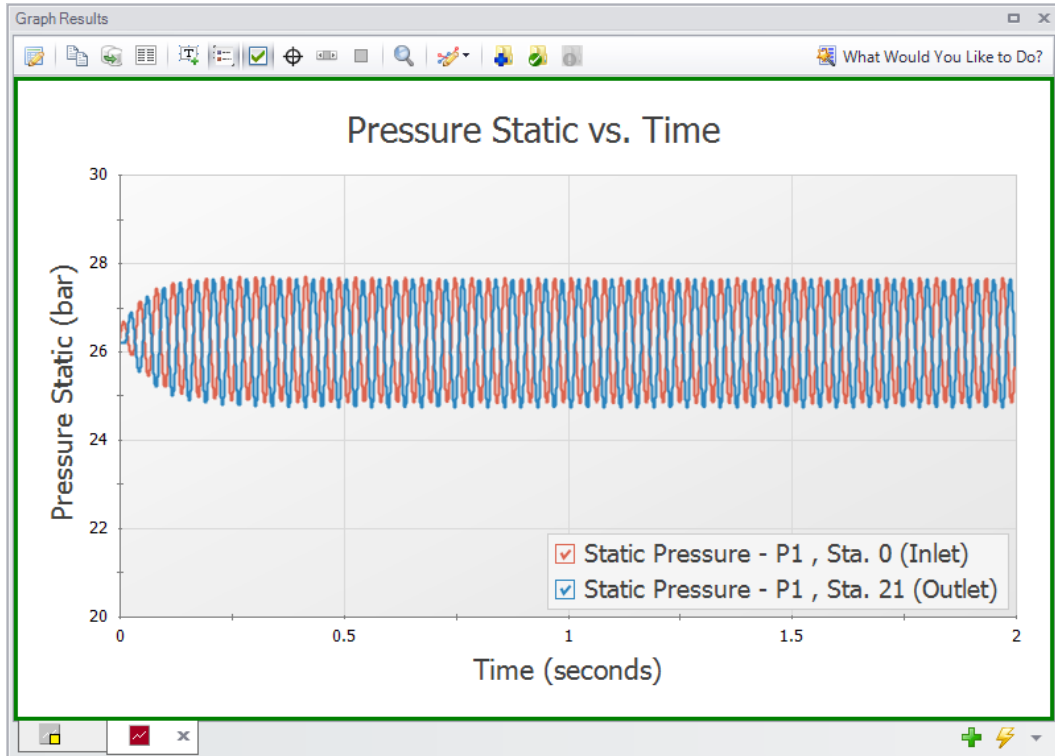 Graph Results
What Would You Like to Do?
Pressure Static vs. Time
30
28
26
24
22
20
Pressure Static (bar)
Static Pressure - P1 , Sta. 0 (Inlet)
Static Pressure - P1 , Sta. 21 (Outlet)
0 0.5 1 1.5 2
Time (seconds)